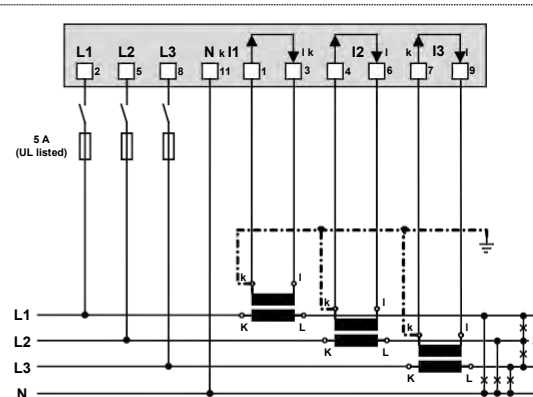 L1 L2 L3 N k I1 l k I2 l k I3 l
2 5 8 11 1 3 4 6 7 9
5 A
(UL listed)
k l
L1 K L
k l
L2 K L
k l
L3 K L
N